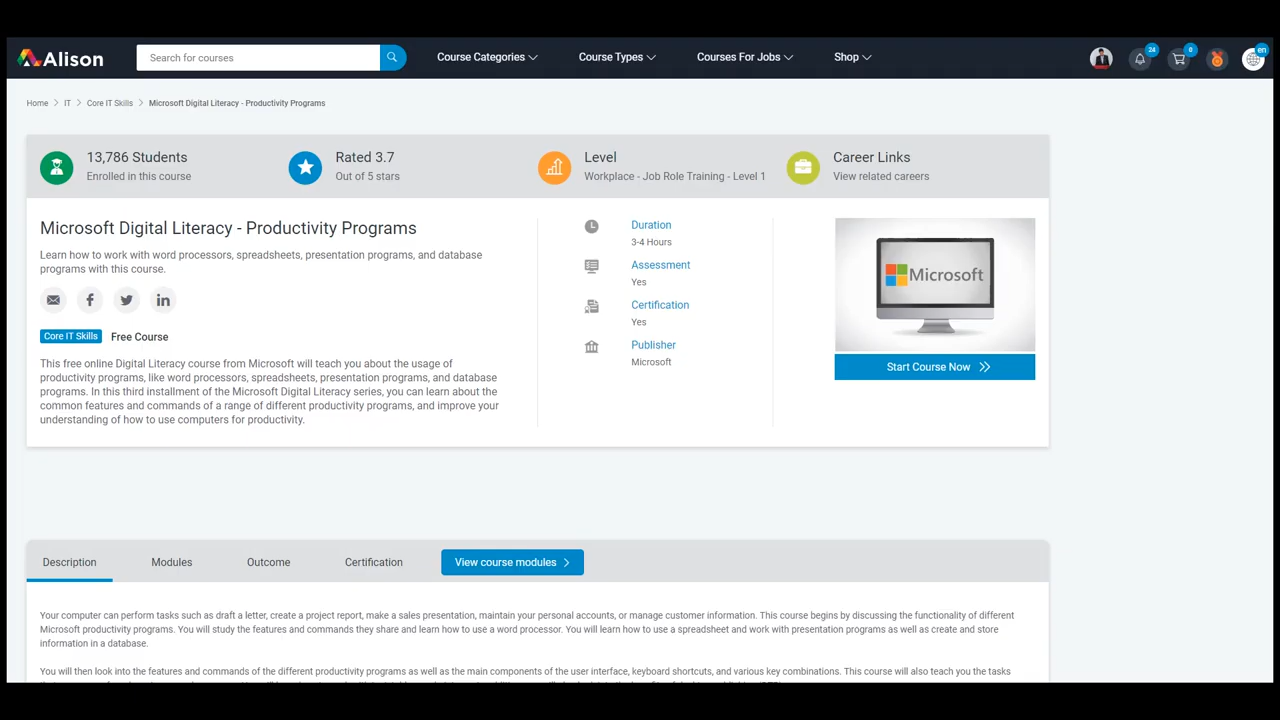 Alison
Search for courses
Course Categories
Course Types
Courses For Jobs
Shop
24
0
en
Home
IT
Core IT Skills
Microsoft Digital Literacy - Productivity Programs
13,786 Students
Enrolled in this course
Rated 3.7
Out of 5 stars
Level
Workplace - Job Role Training - Level 1
Career Links
View related careers
Microsoft Digital Literacy - Productivity Programs
Learn how to work with word processors, spreadsheets, presentation programs, and database
programs with this course.
Core IT Skills
Free Course
This free online Digital Literacy course from Microsoft will teach you about the usage of
productivity programs, like word processors, spreadsheets, presentation programs, and database
programs. In this third installment of the Microsoft Digital Literacy series, you can learn about the
common features and commands of a range of different productivity programs, and improve your
understanding of how to use computers for productivity.
Duration
3-4 Hours
Assessment
Yes
Certification
Yes
Publisher
Microsoft
Microsoft
Start Course Now
Description
Modules
Outcome
Certification
View course modules
Your computer can perform tasks such as draft a letter, create a project report, make a sales presentation, maintain your personal accounts, or manage customer information. This course begins by discussing the functionality of different
Microsoft productivity programs. You will study the features and commands they share and learn how to use a word processor. You will learn how to use a spreadsheet and work with presentation programs as well as create and store
information in a database.
You will then look into the features and commands of the different productivity programs as well as the main components of the user interface, keyboard shortcuts, and various key combinations. This course will also teach you the tasks